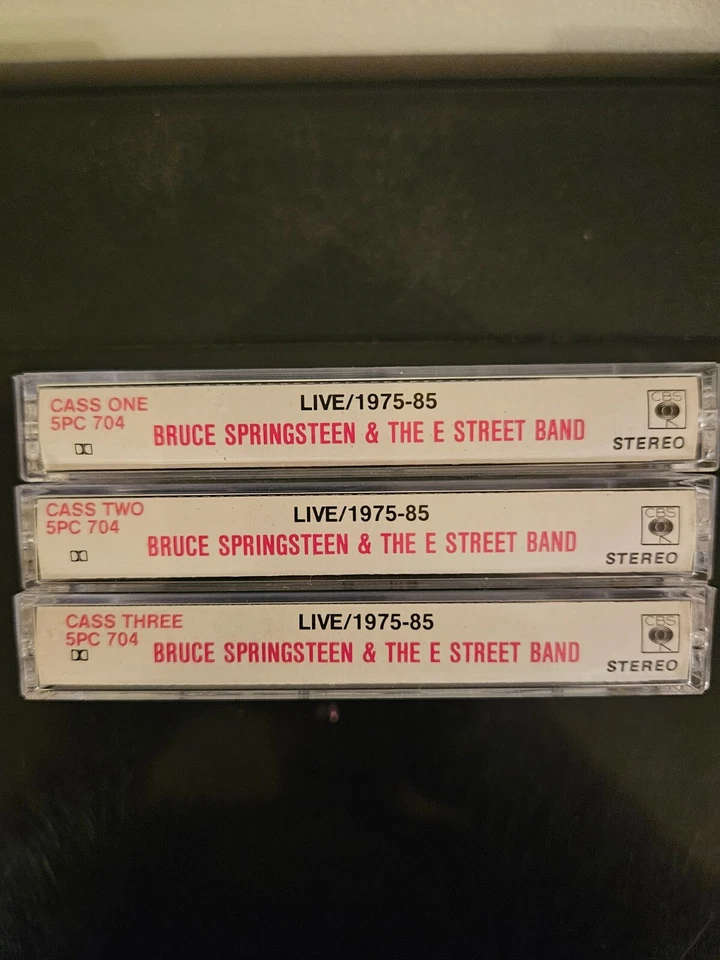 CASS ONE
5PC 704
LIVE/1975-85
BRUCE SPRINGSTEEN & THE E STREET BAND
CBS
STEREO
CASS TWO
5PC 704
LIVE/1975-85
BRUCE SPRINGSTEEN & THE E STREET BAND
CBS
STEREO
CASS THREE
5PC 704
LIVE/1975-85
BRUCE SPRINGSTEEN & THE E STREET BAND
CBS
STEREO